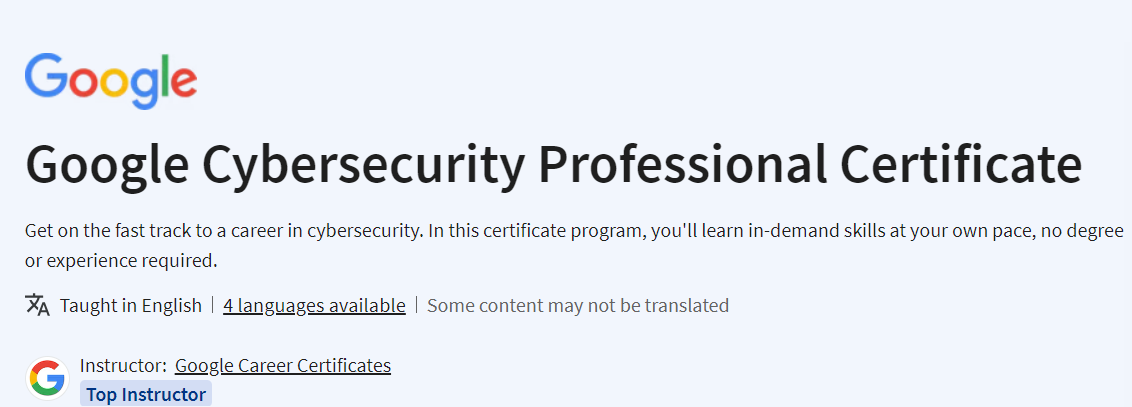 Google
Google Cybersecurity Professional Certificate
Get on the fast track to a career in cybersecurity. In this certificate program, you'll learn in-demand skills at your own pace, no degree
or experience required.
Taught in English | 4 languages available | Some content may not be translated
Instructor: Google Career Certificates
Top Instructor